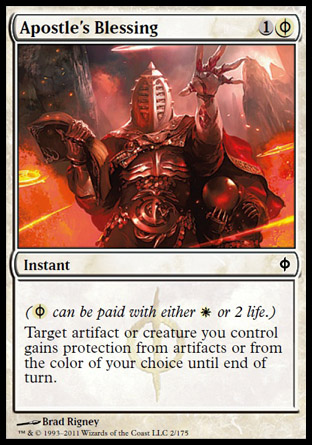 Apostle's Blessing 1
Instant
( can be paid with either or 2 life.)
Target artifact or creature you control
gains protection from artifacts or from
the color of your choice until end of
turn.
Brad Rigney
™ & © 1993–2011 Wizards of the Coast LLC 2/175